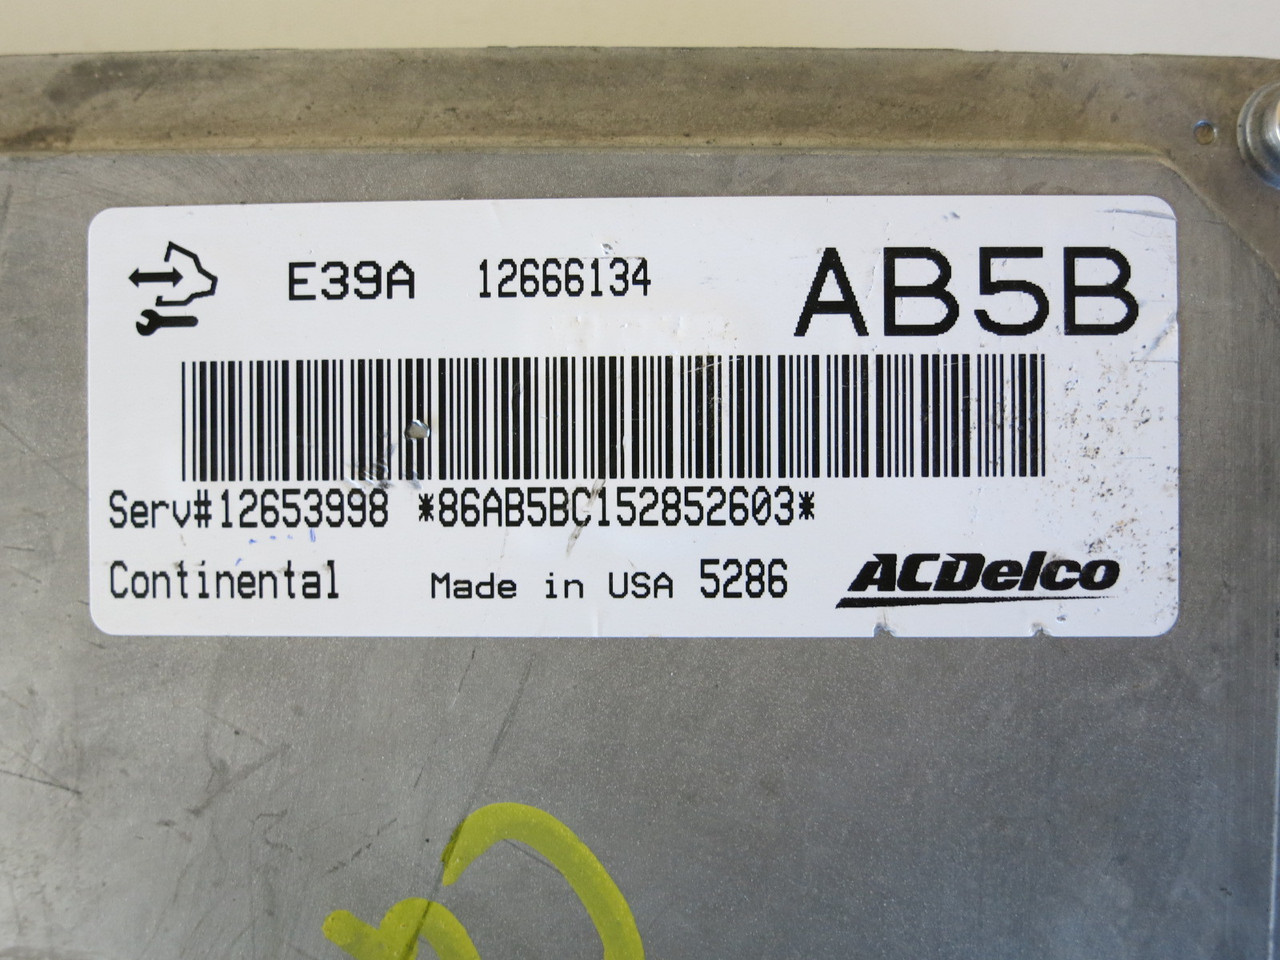 E39A 12666134 AB5B
Serv#12653998 *86AB5BC152852603*
Continental Made in USA 5286 ACDelco